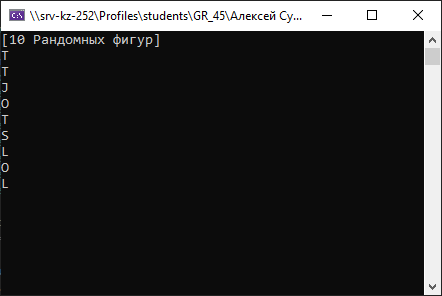 \\srv-kz-252\Profiles\students\GR_45\Алексей Су...
[10 Рандомных фигур]
T
T
J
O
T
S
L
O
L